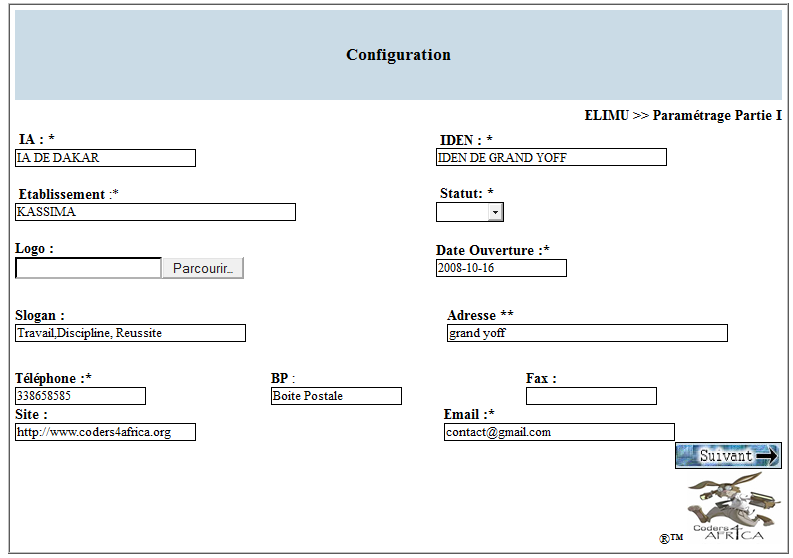 Configuration
ELIMU >> Paramétrage Partie I
IA : * IDEN : *
IA DE DAKAR IDEN DE GRAND YOFF
Etablissement :* Statut: *
KASSIMA
Logo : Date Ouverture :*
Parcourir... 2008-10-16
Slogan : Adresse **
Travail,Discipline, Reussite grand yoff
Téléphone :* BP : Fax :
338658585 Boite Postale
Site : Email :*
http://www.coders4africa.org contact@gmail.com
Suivant
Coders 4
AFRICA
®™